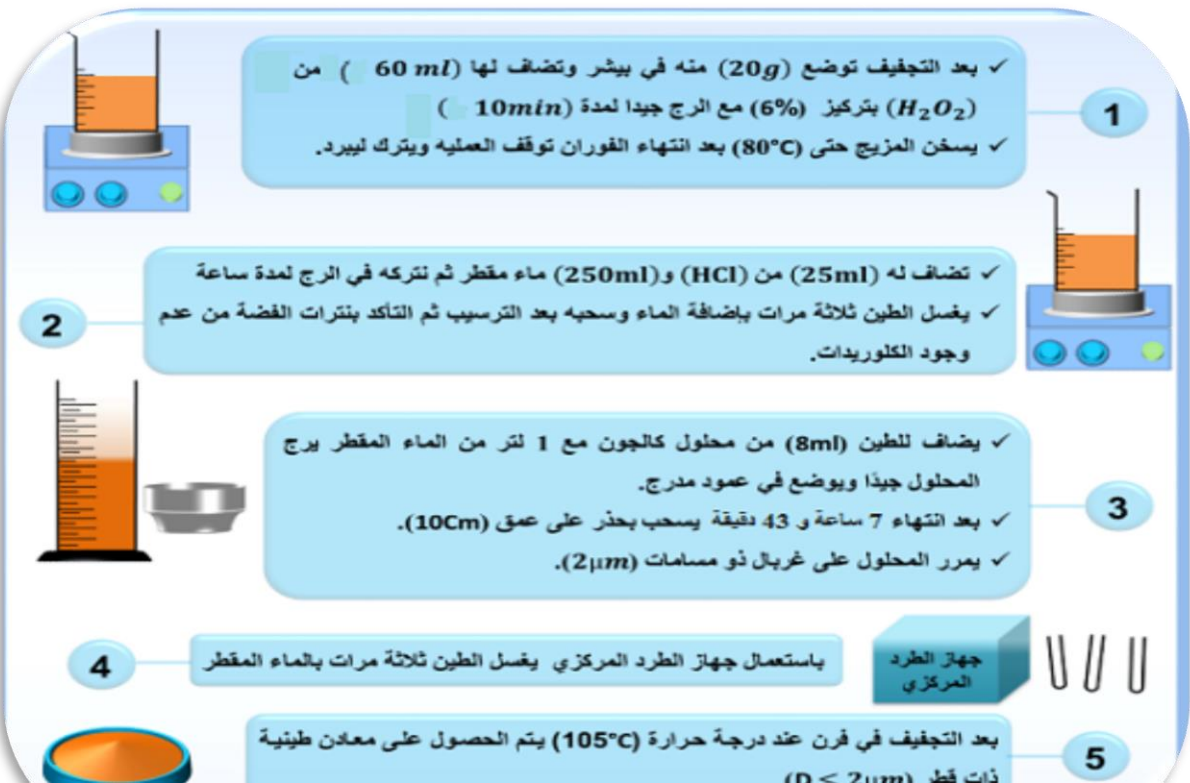 ✓ بعد التجفيف توضع (20g) منه في بيشر وتضاف لها (60 ml ) من
(H₂O₂) بتركيز (6%) مع الرج جيدا لمدة (10min )
✓ يسخن المزيج حتى (80°C) بعد انتهاء الفوران توقف العمليه ويترك ليبرد.
1
✓ تضاف له (25ml) من (HCl) و(250ml) ماء مقطر ثم نتركه في الرج لمدة ساعة
✓ يغسل الطين ثلاثة مرات بإضافة الماء وسحبه بعد الترسيب ثم التأكد بنترات الفضة من عدم
وجود الكلوريدات.
2
✓ يضاف للطين (8ml) من محلول كالجون مع 1 لتر من الماء المقطر يرج
المحلول جيدًا ويوضع في عمود مدرج.
✓ بعد انتهاء 7 ساعة و 43 دقيقة يسحب بحذر على عمق (10Cm).
✓ يمرر المحلول على غربال ذو مسامات (2μm).
3
جهاز الطرد
المركزي
باستعمال جهاز الطرد المركزي يغسل الطين ثلاثة مرات بالماء المقطر
4
بعد التجفيف في فرن عند درجة حرارة (105°C) يتم الحصول على معادن طينية
ذات قطر (D < 2μm)
5